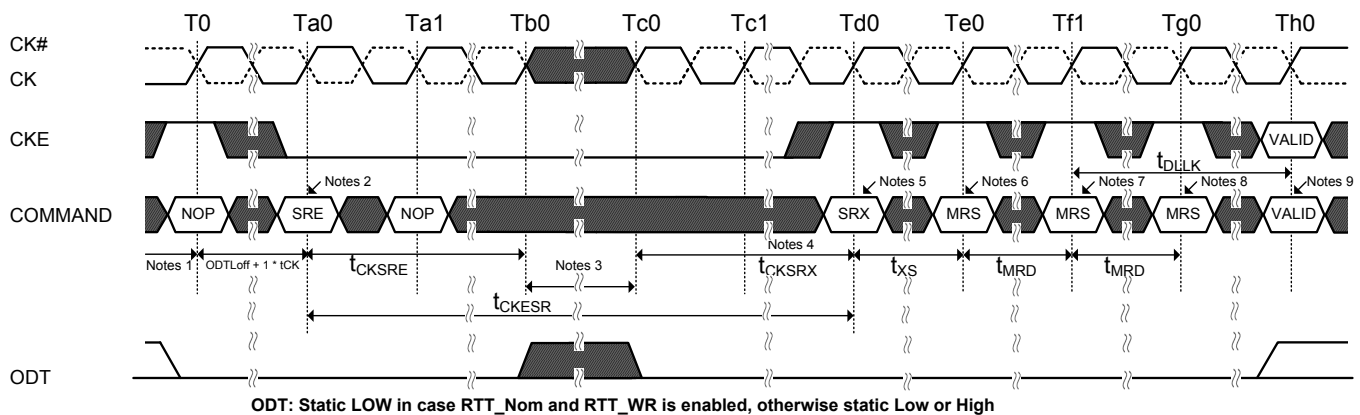 T0 Ta0 Ta1 Tb0 Tc0 Tc1 Td0 Te0 Tf1 Tg0 Th0
CK#
CK
CKE VALID
tDLLK
Notes 2 Notes 5 Notes 6 Notes 7 Notes 8 Notes 9
COMMAND NOP SRE NOP SRX MRS MRS MRS VALID
Notes 1 ODTLoff + 1 * tCK tCKSRE Notes 3 Notes 4 tCKSRX tXS tMRD tMRD
tCKESR
ODT
ODT: Static LOW in case RTT_Nom and RTT_WR is enabled, otherwise static Low or High